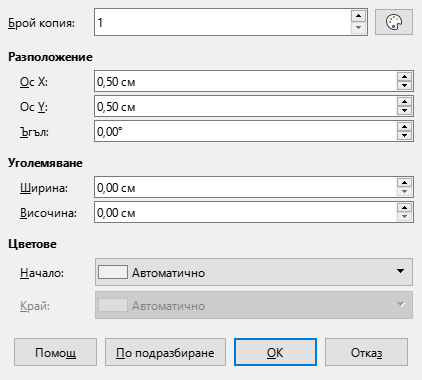 Брой копия: 1
Разположение
Ос X: 0,50 см
Ос Y: 0,50 см
Ъгъл: 0,00°
Уголемяване
Ширина: 0,00 см
Височина: 0,00 см
Цветове
Начало: Автоматично
Край: Автоматично
Помощ По подразбиране OK Отказ